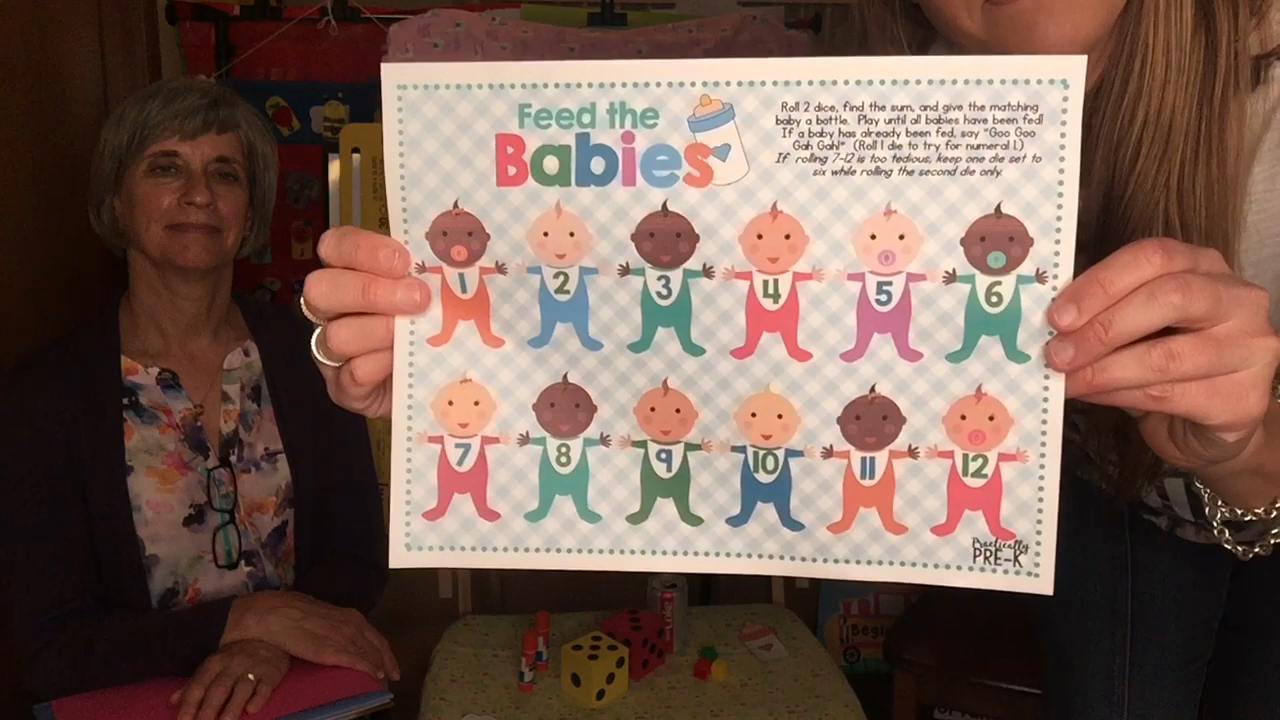 Feed the
Babies
Roll 2 dice, find the sum, and give the matching
baby a bottle. Play until all babies have been fed!
If a baby has already been fed, say "Goo Goo
Gah Gah!" (Roll 1 die to try for numeral 1.)
If rolling 7-12 is too tedious, keep one die set to
six while rolling the second die only.
1 2 3 4 5 6
7 8 9 10 11 12
Practically
PRE-K
Begin